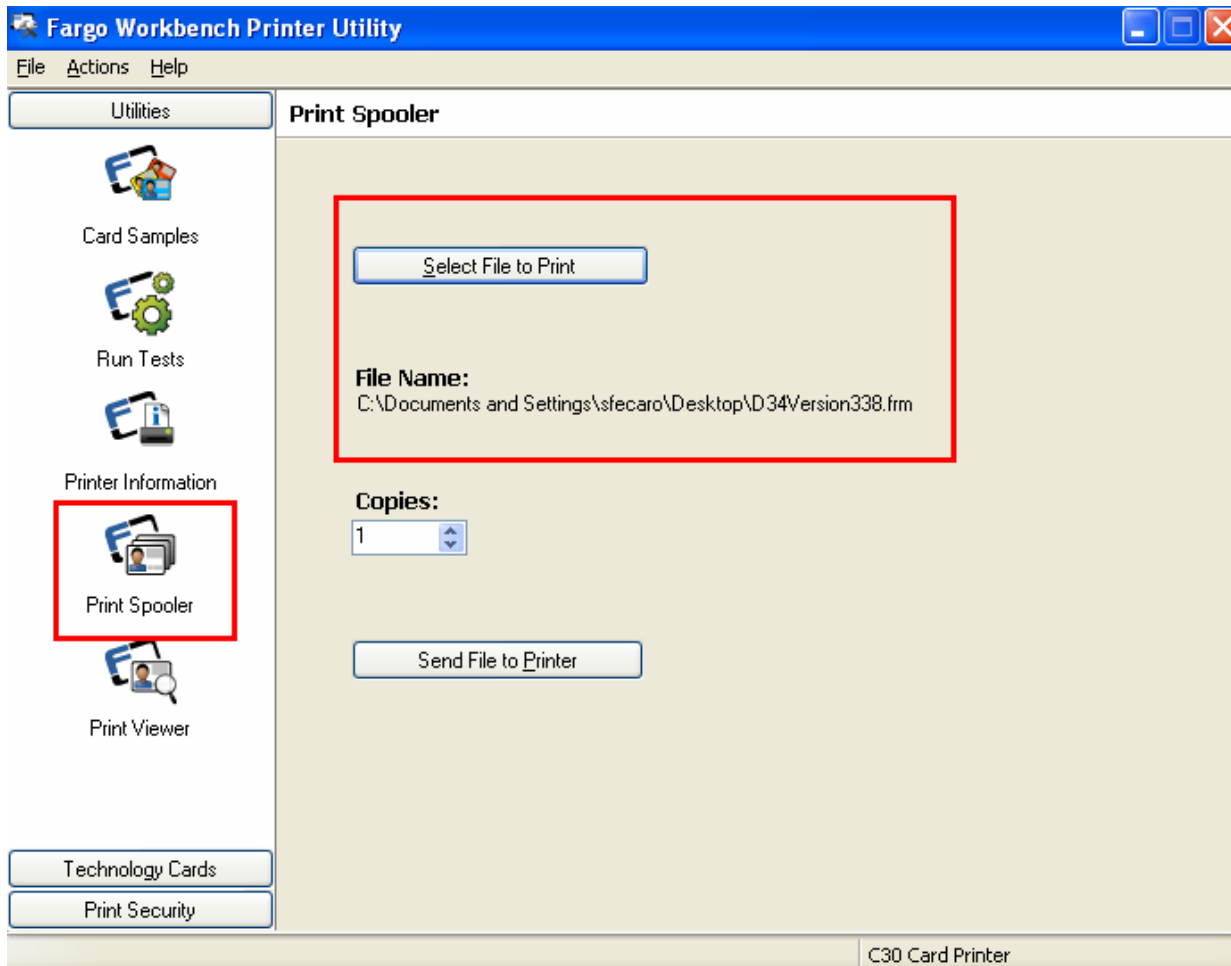 Fargo Workbench Printer Utility
File Actions Help
Utilities
Card Samples
Run Tests
Printer Information
Print Spooler
Print Viewer
Technology Cards
Print Security
Print Spooler
Select File to Print
File Name:
C:\Documents and Settings\sfecaro\Desktop\D34Version338.frm
Copies:
1
Send File to Printer
C30 Card Printer